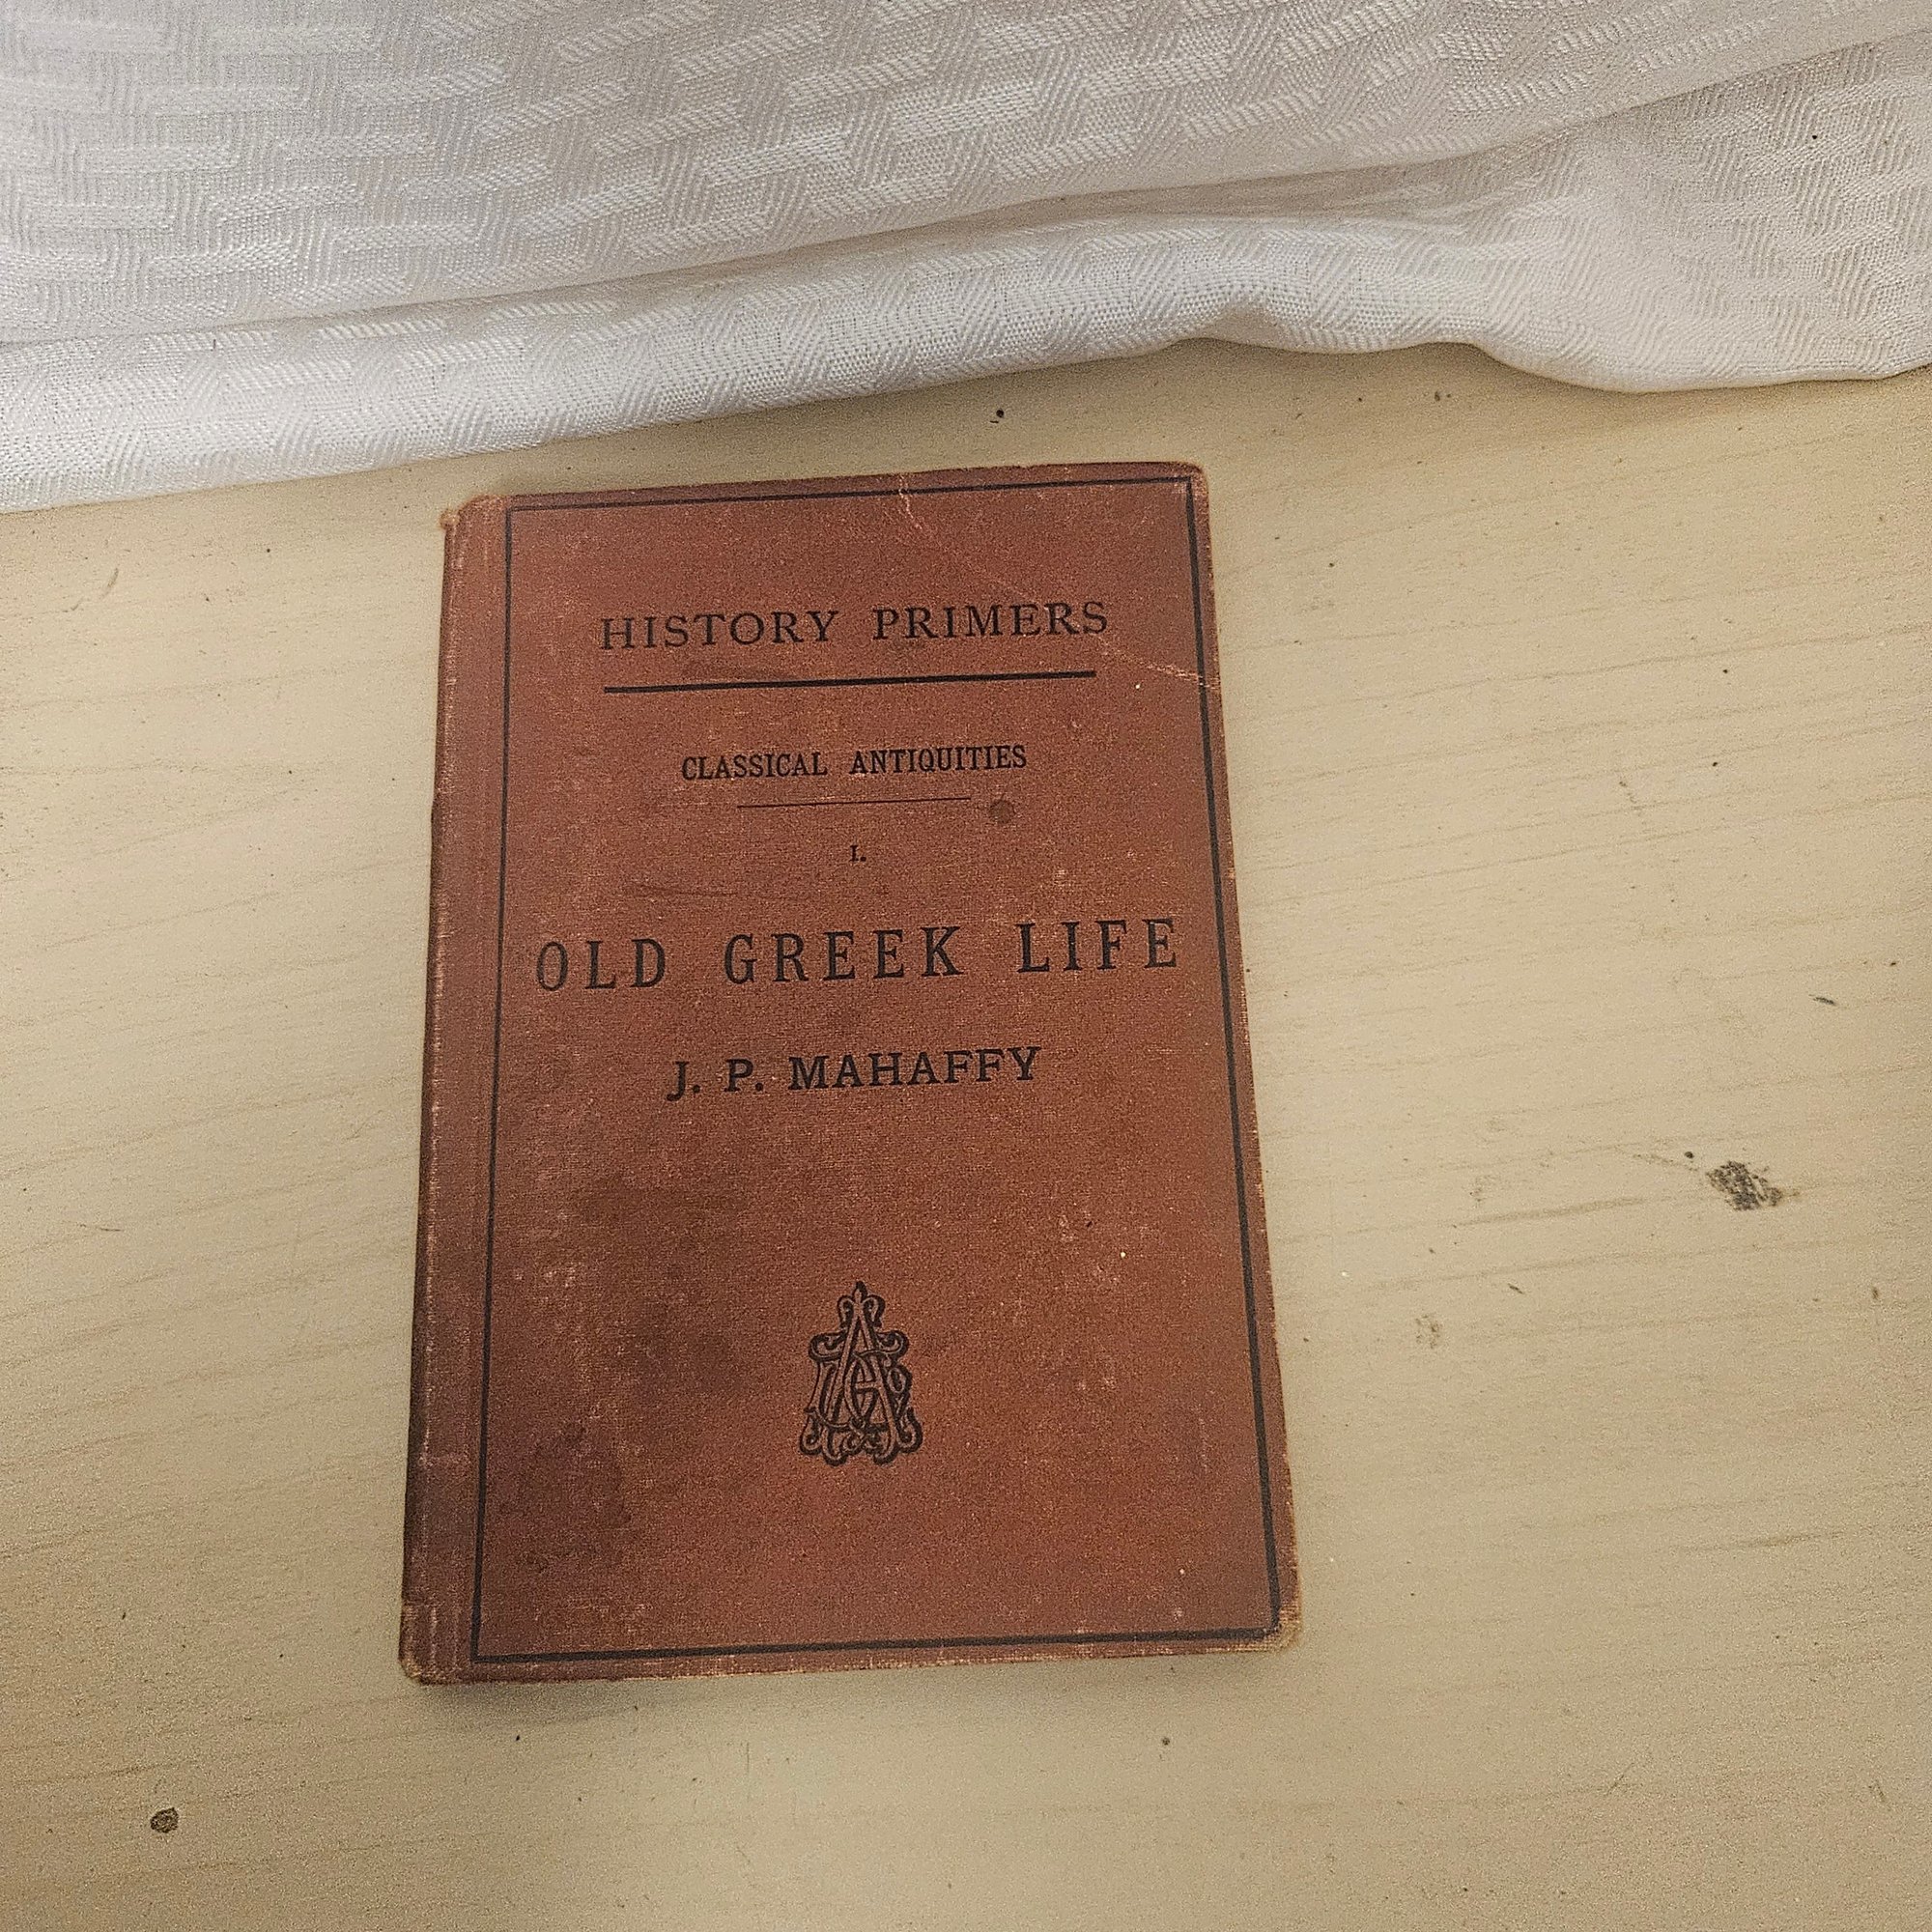 HISTORY PRIMERS
CLASSICAL ANTIQUITIES
I.
OLD GREEK LIFE
J. P. MAHAFFY